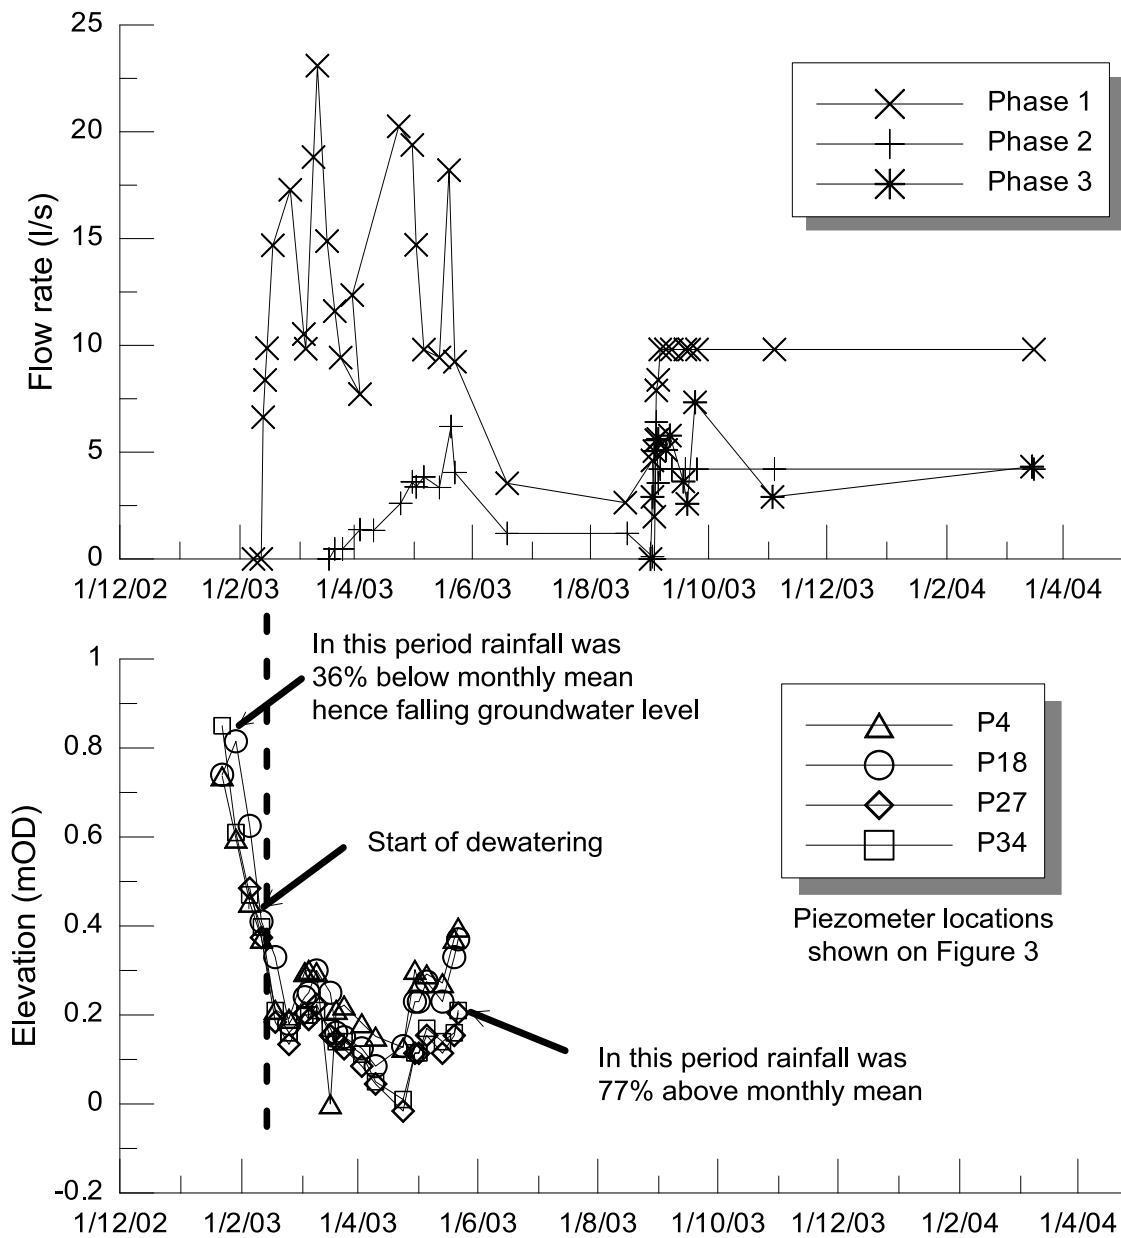 25
20
15
10
5
0
Flow rate (l/s)
Phase 1
Phase 2
Phase 3
1/12/02 1/2/03 1/4/03 1/6/03 1/8/03 1/10/03 1/12/03 1/2/04 1/4/04
1
0.8
0.6
0.4
0.2
0
-0.2
Elevation (mOD)
In this period rainfall was
36% below monthly mean
hence falling groundwater level
Start of dewatering
P4
P18
P27
P34
Piezometer locations
shown on Figure 3
In this period rainfall was
77% above monthly mean
1/12/02 1/2/03 1/4/03 1/6/03 1/8/03 1/10/03 1/12/03 1/2/04 1/4/04